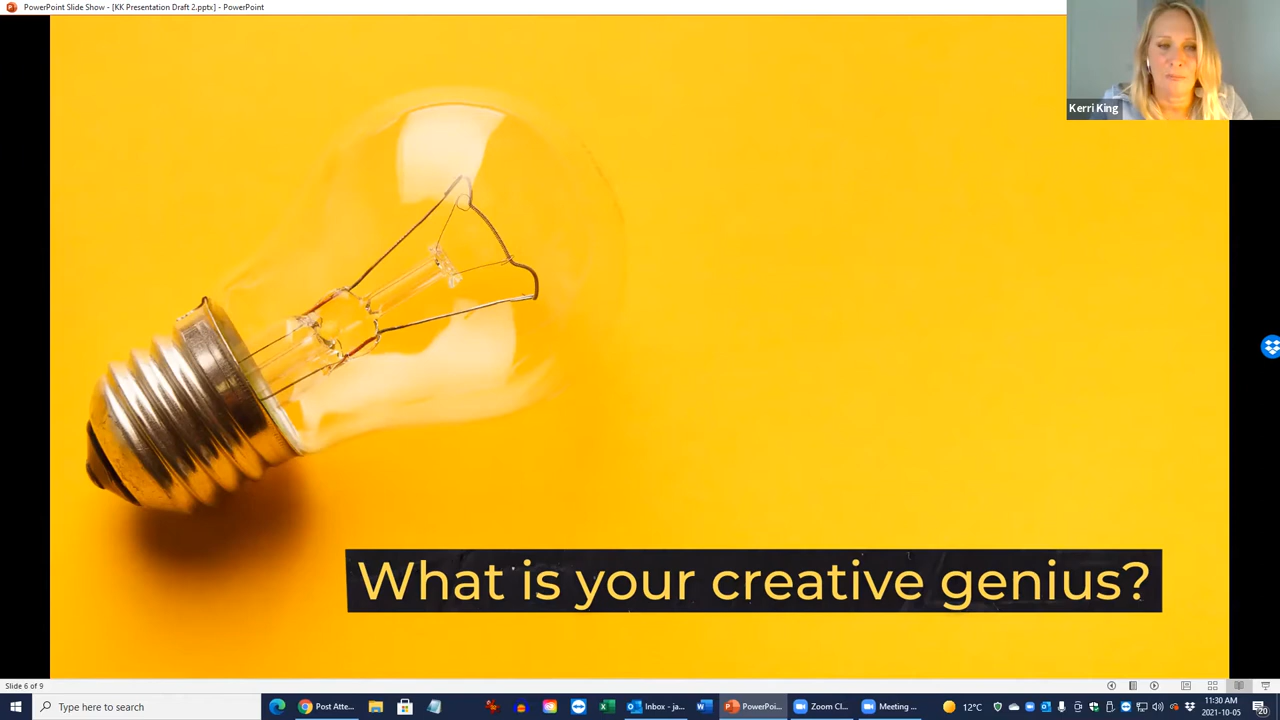 PowerPoint Slide Show - [KK Presentation Draft 2.pptx] - PowerPoint
Kerri King
What is your creative genius?
Slide 6 of 9
Type here to search
Post Atte...
Inbox - ja...
PowerPoi...
Zoom Cl...
Meeting ...
12°C
11:30 AM
2021-10-05
20